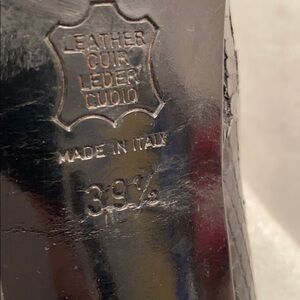 LEATHER
CUIR
LEDER
CUOIO
MADE IN ITALY
39½